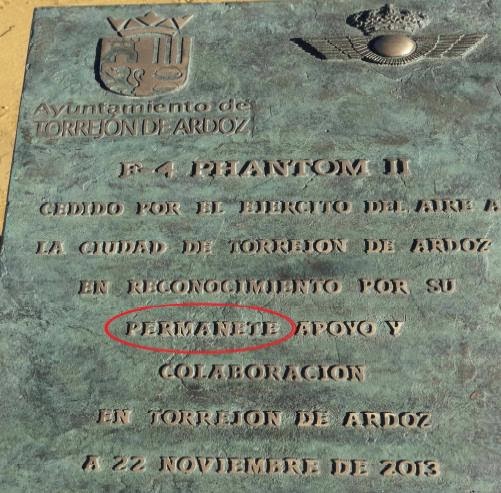 Ayuntamiento de
TORREJÓN DE ARDOZ
F-4 PHANTOM II
CEDIDO POR EL EJERCITO DEL AIRE A
LA CIUDAD DE TORREJON DE ARDOZ
EN RECONOCIMIENTO POR SU
PERMANETE APOYO Y
COLABORACION
EN TORREJON DE ARDOZ
A 22 NOVIEMBRE DE 2013